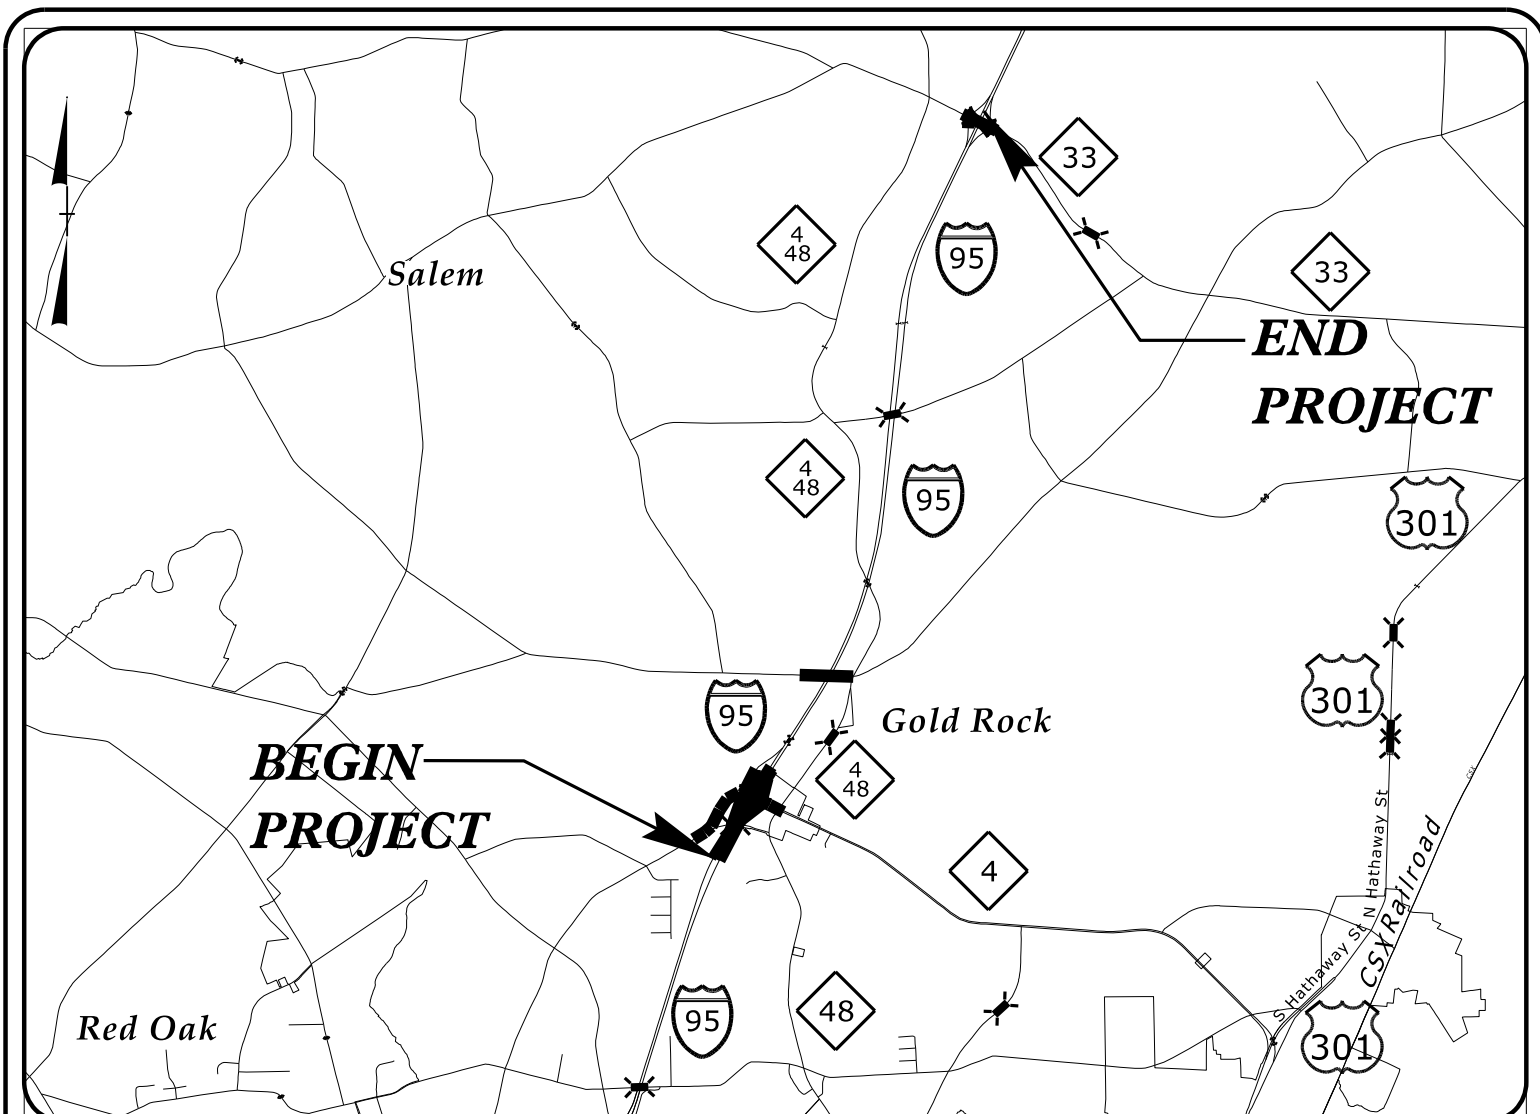 33
4
48
95
33
Salem
END
PROJECT
4
48
95
301
301
95
Gold Rock
BEGIN
PROJECT
4
48
N Hathaway St
CSX Railroad
4
S Hathaway St
48
95
Red Oak
301